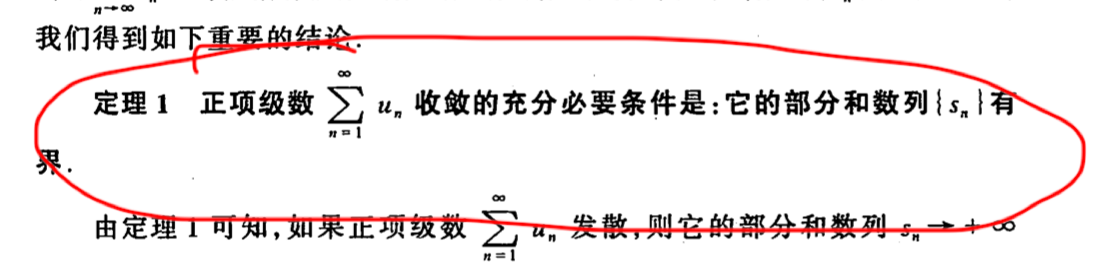 n→∞
我们得到如下重要的结论.
定理 1 正项级数 $\sum_{n=1}^{\infty} u_n$ 收敛的充分必要条件是:它的部分和数列{$s_n$}有
界.
由定理 1 可知,如果正项级数 $\sum_{n=1}^{\infty} u_n$ 发散,则它的部分和数列 $s_n$→+∞